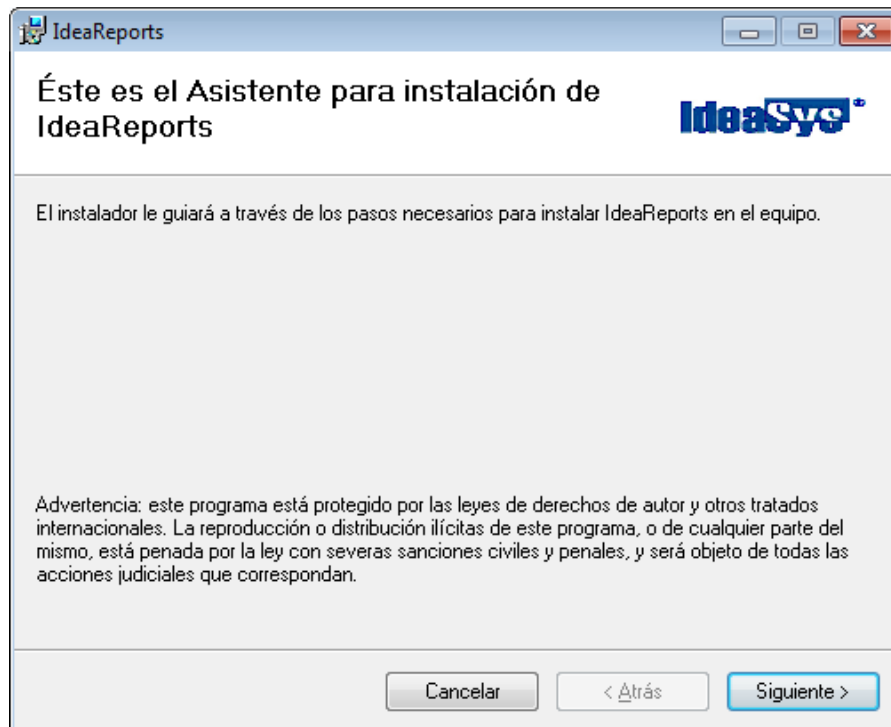 IdeaReports
Éste es el Asistente para instalación de
IdeaReports
IdeaSys®
El instalador le guiará a través de los pasos necesarios para instalar IdeaReports en el equipo.
Advertencia: este programa está protegido por las leyes de derechos de autor y otros tratados
internacionales. La reproducción o distribución ilícitas de este programa, o de cualquier parte del
mismo, está penada por la ley con severas sanciones civiles y penales, y será objeto de todas las
acciones judiciales que correspondan.
Cancelar
< Atrás
Siguiente >